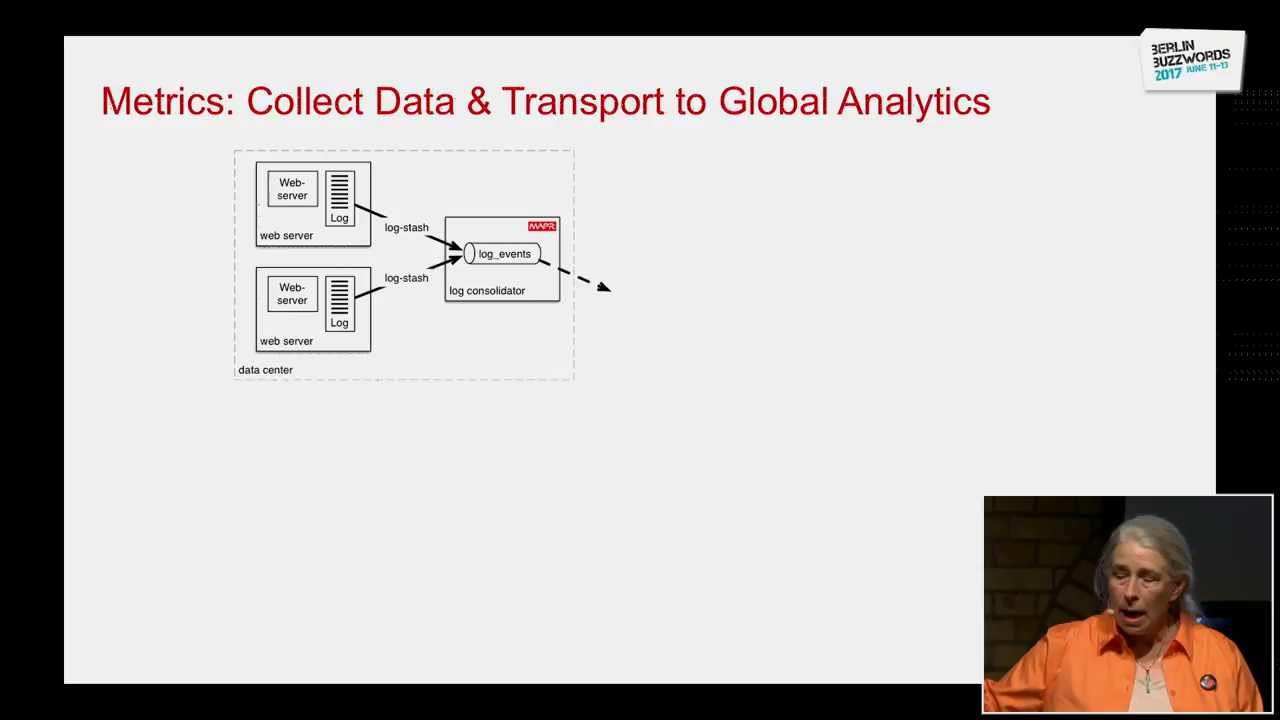 BERLIN
BUZZWORDS
2017 JUNE 11-13
Metrics: Collect Data & Transport to Global Analytics
Web-
server
Log
web server
log-stash
MAPR
log_events
log consolidator
log-stash
Web-
server
Log
web server
data center